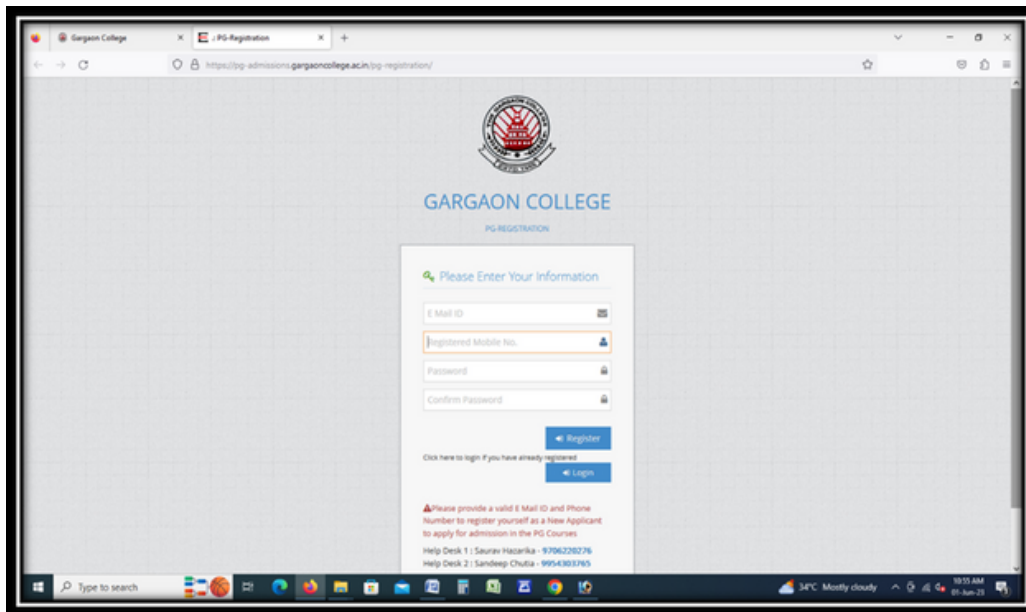 Gargaon College
.: PG-Registration
https://pg-admissions.gargaoncollege.ac.in/pg-registration/
THE GARGAON COLLEGE
GARGAON COLLEGE
PG-REGISTRATION
Please Enter Your Information
E Mail ID
Registered Mobile No.
Password
Confirm Password
Register
Click here to login if you have already registered
Login
Please provide a valid E Mail ID and Phone
Number to register yourself as a New Applicant
to apply for admission in the PG Courses
Help Desk 1 : Saurav Hazarika - 9706220276
Help Desk 2 : Sandeep Chutia - 9954303765
Type to search
34°C Mostly cloudy
10:55 AM
01-Jun-23